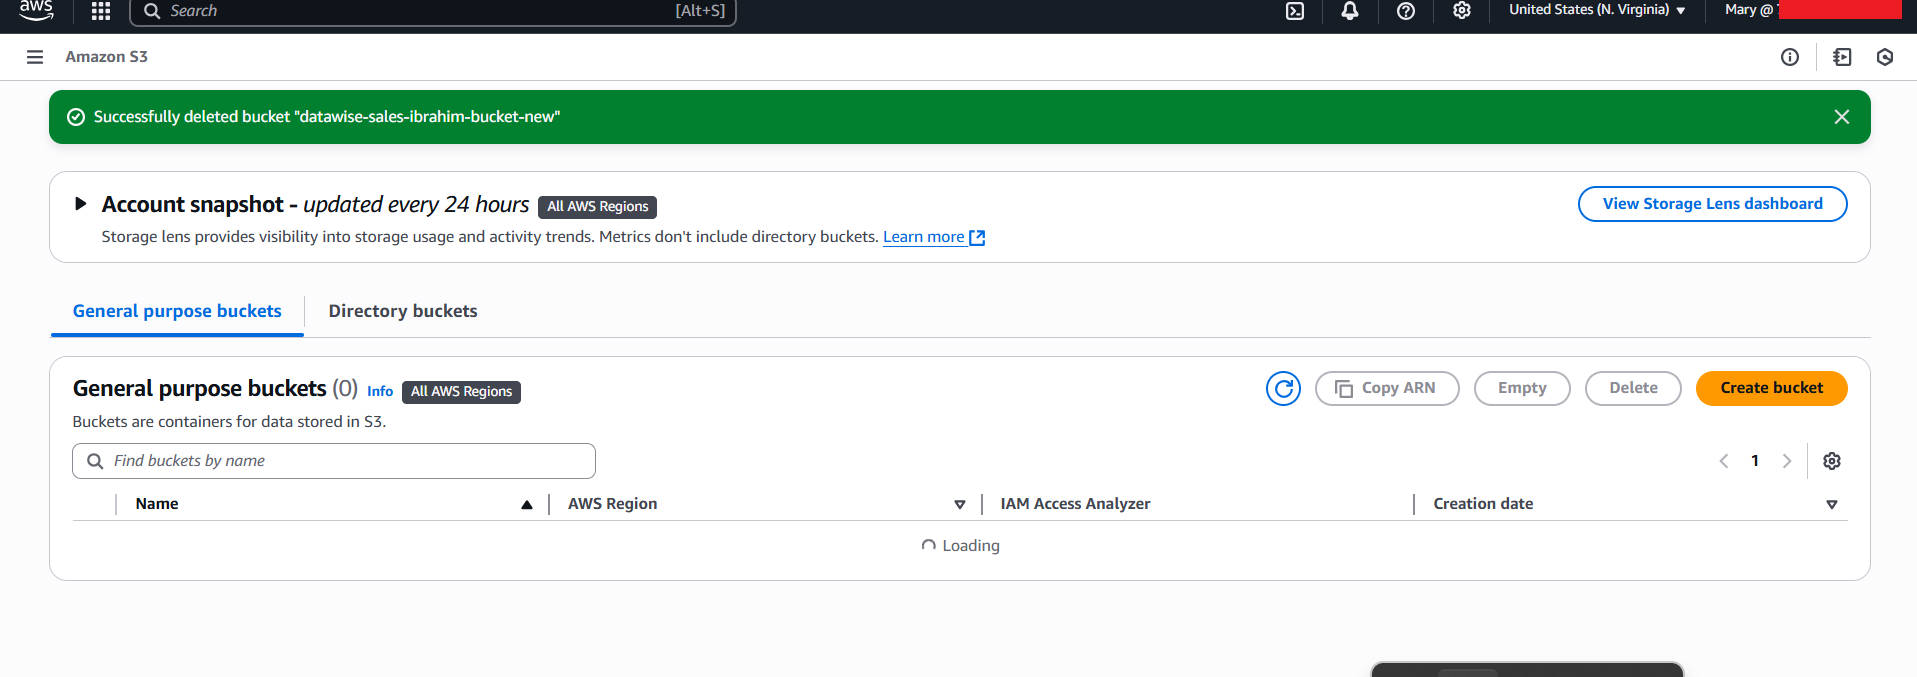 aws
Search [Alt+S]
United States (N. Virginia)
Mary @
Amazon S3
Successfully deleted bucket "datawise-sales-ibrahim-bucket-new"
Account snapshot - updated every 24 hours All AWS Regions
View Storage Lens dashboard
Storage lens provides visibility into storage usage and activity trends. Metrics don't include directory buckets. Learn more
General purpose buckets
Directory buckets
General purpose buckets (0) Info All AWS Regions
Copy ARN
Empty
Delete
Create bucket
Buckets are containers for data stored in S3.
Find buckets by name
1
Name
AWS Region
IAM Access Analyzer
Creation date
Loading